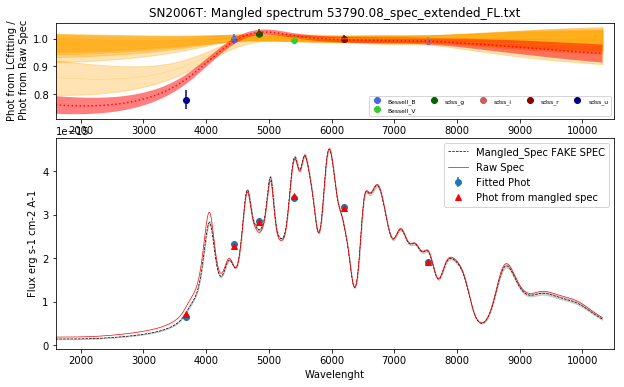 SN2006T: Mangled spectrum 53790.08_spec_extended_FL.txt
Phot from LCfitting /
Phot from Raw Spec
1.0
0.9
0.8
Bessell_B
Bessell_V
sdss_g
sdss_i
sdss_r
sdss_u
2000 3000 4000 5000 6000 7000 8000 9000 10000
1e−15
Flux erg s-1 cm-2 A-1
4
3
2
1
0
Mangled_Spec FAKE SPEC
Raw Spec
Fitted Phot
Phot from mangled spec
2000 3000 4000 5000 6000 7000 8000 9000 10000
Wavelenght